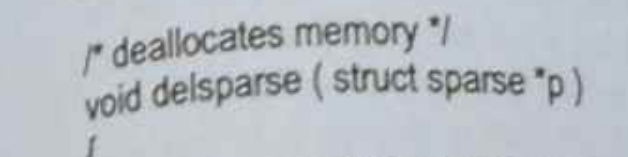 /* deallocates memory */
void delsparse ( struct sparse *p )
{